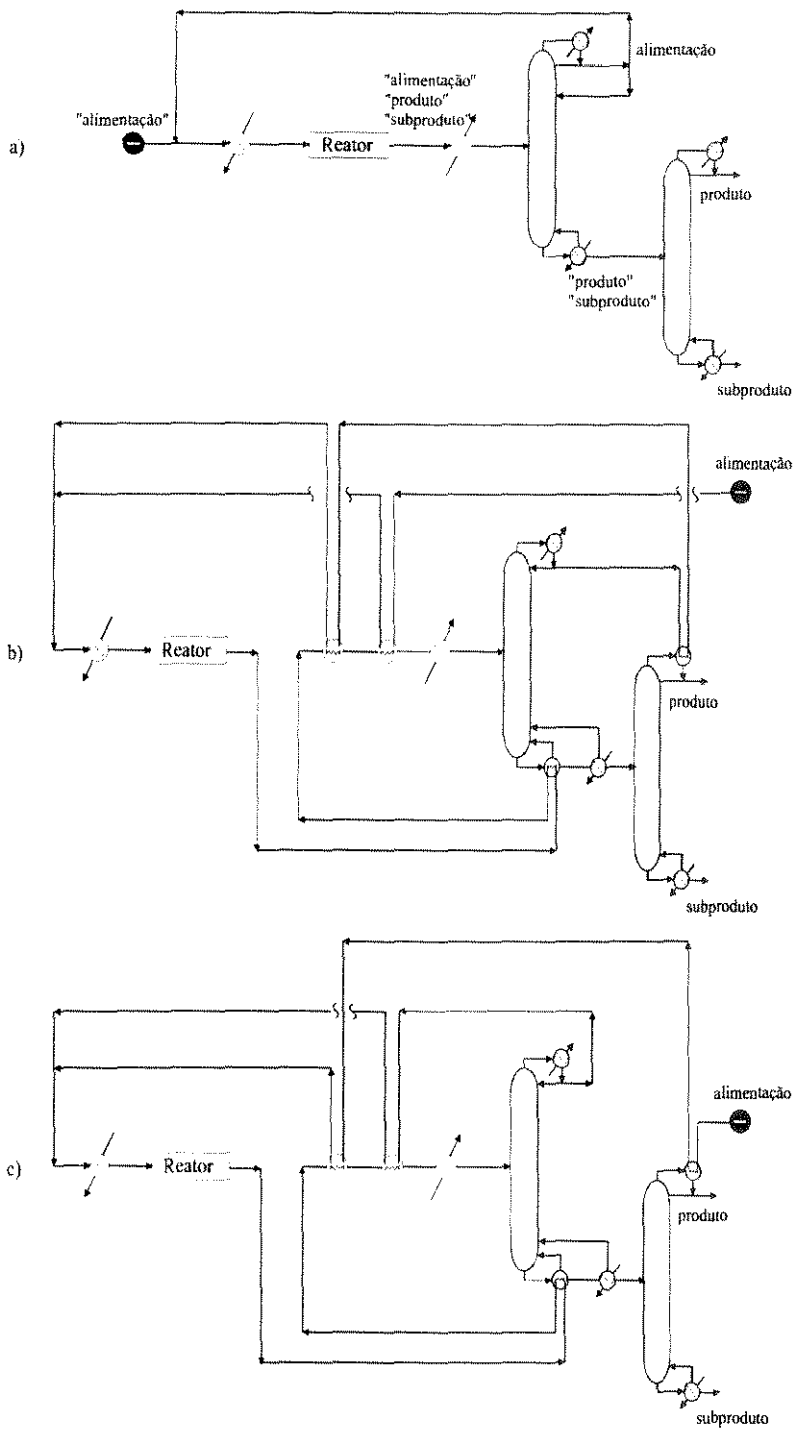 alimentação
"alimentação"
"produto"
"subproduto"
"alimentação"
a)
Reator
produto
"produto"
"subproduto"
subproduto
alimentação
b)
Reator
produto
subproduto
alimentação
c)
Reator
produto
subproduto